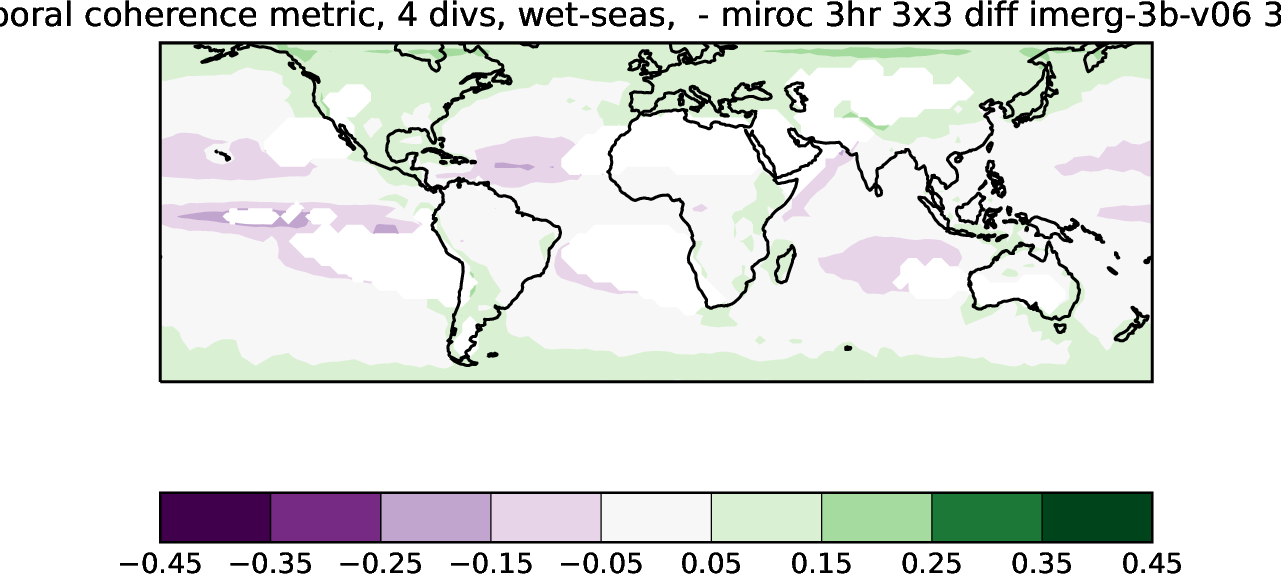 poral coherence metric, 4 divs, wet-seas,  - miroc 3hr 3x3 diff imerg-3b-v06 3
−0.45 −0.35 −0.25 −0.15 −0.05 0.05 0.15 0.25 0.35 0.45